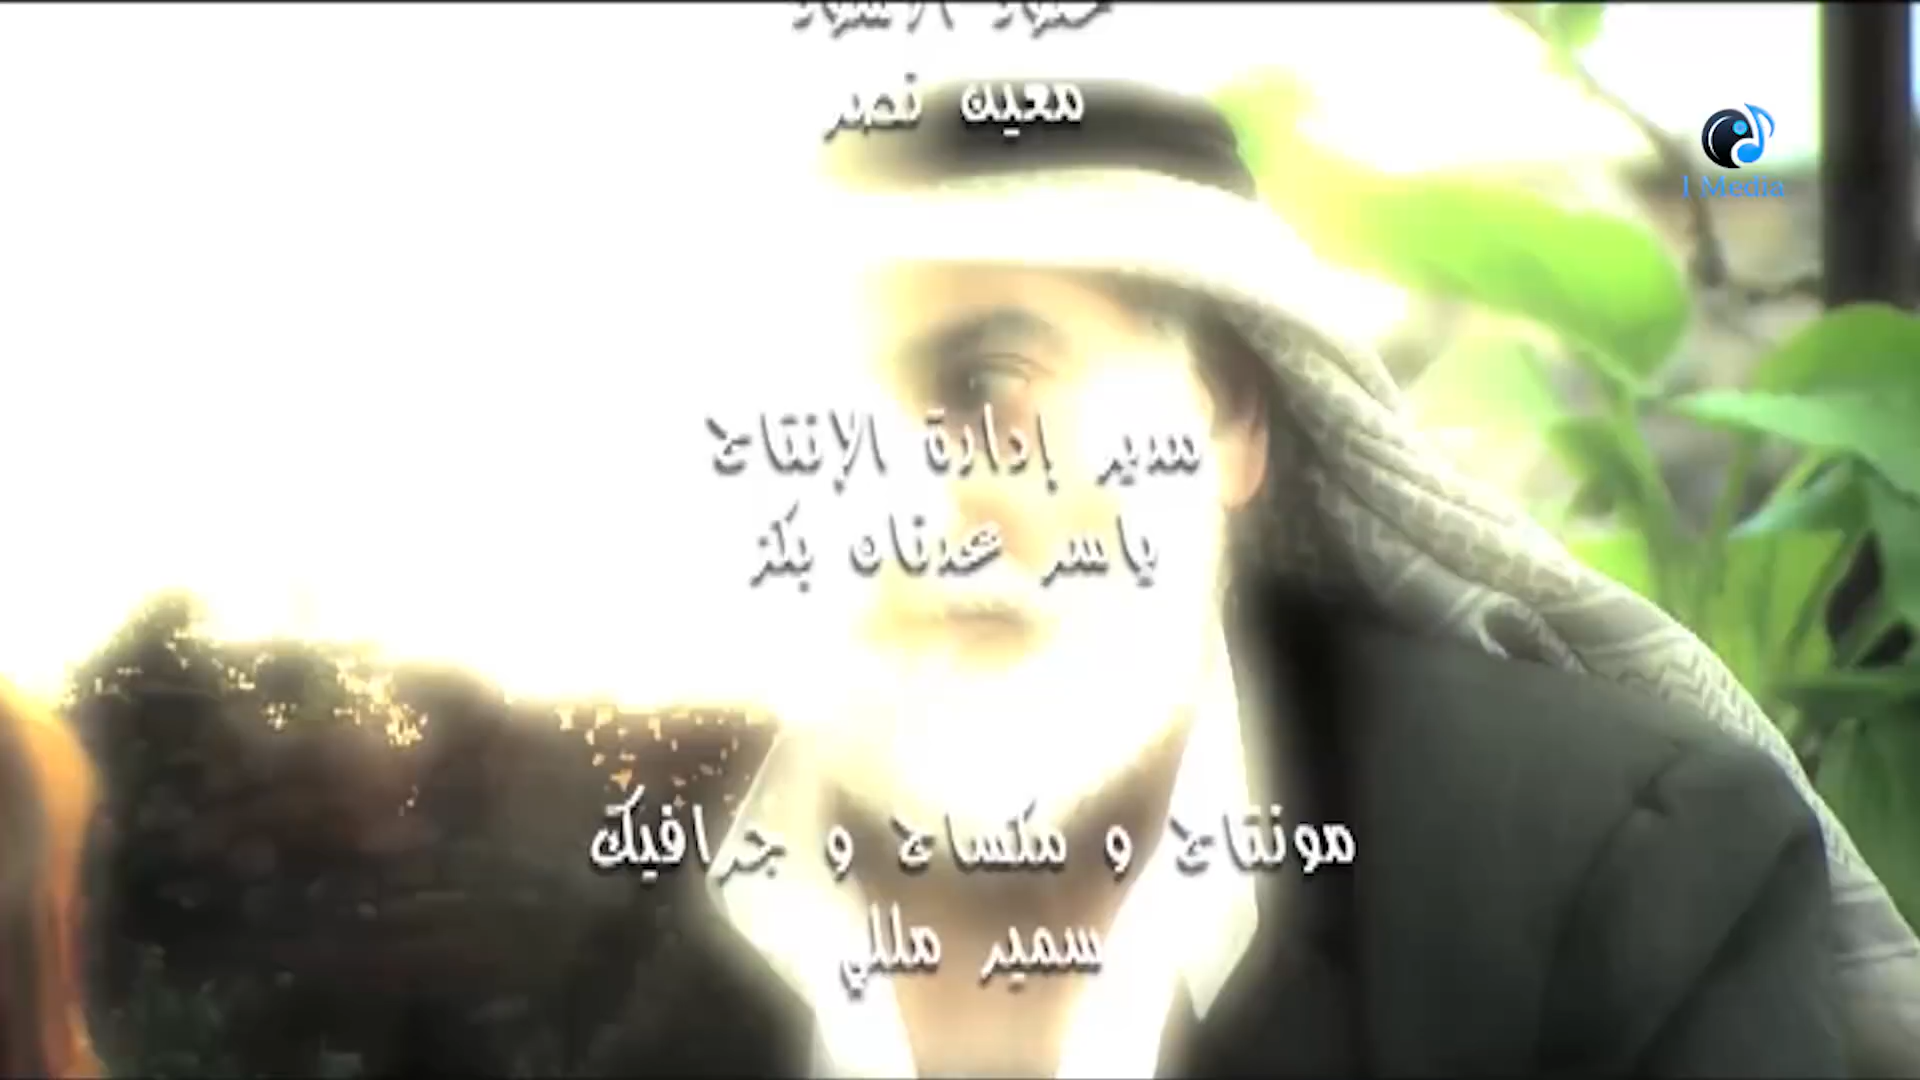 معين نصر
I Media
مدير إدارة الإنتاج
ياسر عدنان بكر
مونتاج و مكساج و جرافيك
سمير مللي